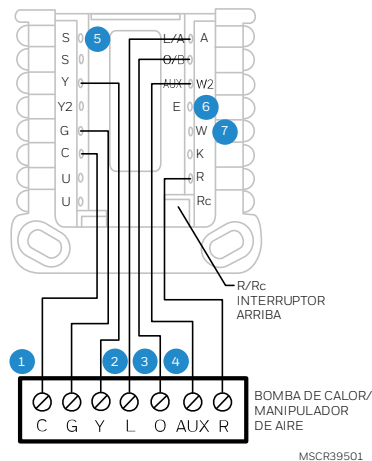 S 5 L/A A
S O/B
Y AUX W2
Y2 E 6
G W 7
C K
U R
U Rc
R/Rc
INTERRUPTOR
ARRIBA
1 2 3 4
BOMBA DE CALOR/
MANIPULADOR
DE AIRE
C G Y L O AUX R
MSCR39501